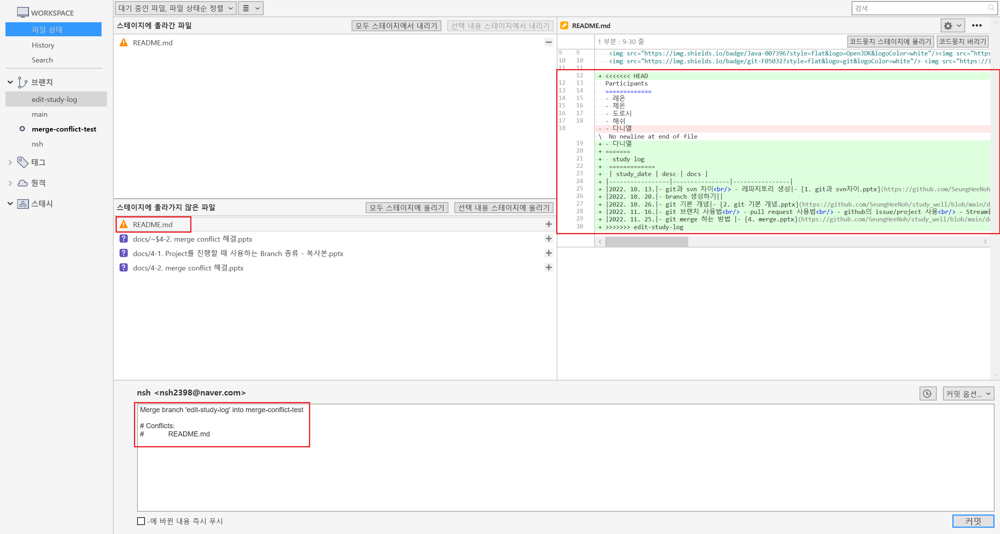 WORKSPACE
파일 상태
History
Search
브랜치
edit-study-log
main
merge-conflict-test
nsh
태그
원격
스태시
대기 중인 파일, 파일 상태순 정렬
검색
스테이지에 올라간 파일
모두 스테이지에서 내리기
선택 내용 스테이지에서 내리기
README.md
스테이지에 올라가지 않은 파일
모두 스테이지에 올리기
선택 내용 스테이지에 올리기
README.md
docs/~$4-2. merge conflict 해결.pptx
docs/4-1. Project를 진행할 때 사용하는 Branch 종류 - 복사본.pptx
docs/4-2. merge conflict 해결.pptx
README.md
1 부분 : 9-30 줄
코드뭉치 스테이지에 올리기
코드뭉치 버리기
9 9 <img src="https://img.shields.io/badge/Java-007396?style=flat&logo=OpenJDK&logoColor=white"/><img src="https
10 10 <img src="https://img.shields.io/badge/git-F05032?style=flat&logo=git&logoColor=white"/> <img src="https://i
11 11
12 + <<<<<<< HEAD
12 13 Participants
13 14 =============
14 15 - 레온
15 16 - 제온
16 17 - 도로시
17 18 - 해쉬
18 - - 다니엘
\ No newline at end of file
19 + - 다니엘
20 + =======
21 + study log
22 + =============
23 + | study_date | desc | docs |
24 + |-----------------|----------------|----------------|
25 + |2022. 10. 13.|- git과 svn 차이<br/> - 레파지토리 생성|- [1. git과 svn차이.pptx](https://github.com/SeungHeeNoh
26 + |2022. 10. 20.|- branch 생성하기||
27 + |2022. 10. 26.|- git 기본 개념|- [2. git 기본 개념.pptx](https://github.com/SeungHeeNoh/study_well/blob/main/d
28 + |2022. 11. 16.|- git 브랜치 사용법<br/> - pull request 사용법<br/> - github의 issue/project 사용<br/> - Stream을
29 + |2022. 11. 25.|- git merge 하는 방법 |- [4. merge.pptx](https://github.com/SeungHeeNoh/study_well/blob/main/do
30 + >>>>>>> edit-study-log
nsh <nsh2398@naver.com>
커밋 옵션...
Merge branch 'edit-study-log' into merge-conflict-test
# Conflicts:
# README.md
-에 바뀐 내용 즉시 푸시
커밋